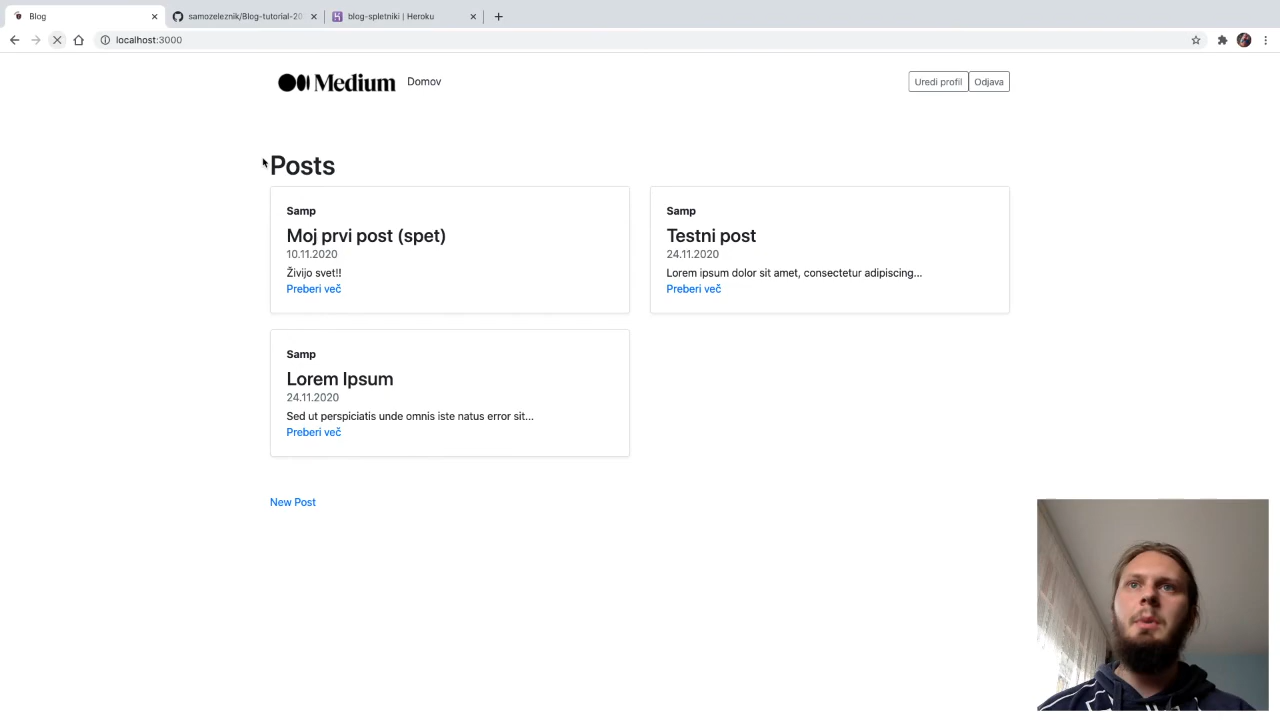 Blog
samozeleznik/Blog-tutorial-202
blog-spletniki | Heroku
localhost:3000
Medium
Domov
Uredi profil
Odjava
Posts
Samp
Moj prvi post (spet)
10.11.2020
Živijo svet!!
Preberi več
Samp
Testni post
24.11.2020
Lorem ipsum dolor sit amet, consectetur adipiscing...
Preberi več
Samp
Lorem Ipsum
24.11.2020
Sed ut perspiciatis unde omnis iste natus error sit...
Preberi več
New Post